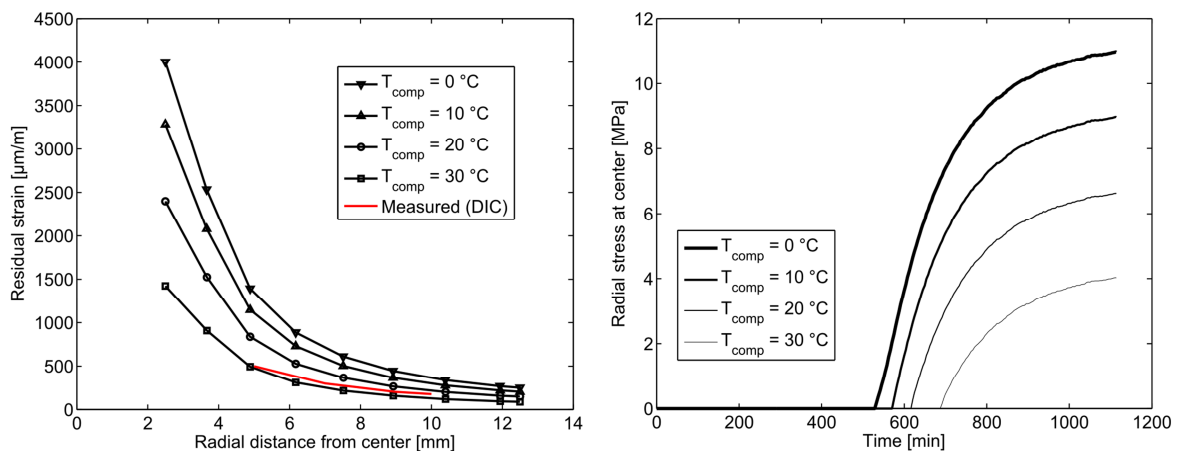 4500
4000
3500
3000
2500
2000
1500
1000
500
0
0 2 4 6 8 10 12 14
Residual strain [µm/m]
Radial distance from center [mm]
T_comp = 0 °C
T_comp = 10 °C
T_comp = 20 °C
T_comp = 30 °C
Measured (DIC)
12
10
8
6
4
2
0
0 200 400 600 800 1000 1200
Radial stress at center [MPa]
Time [min]
T_comp = 0 °C
T_comp = 10 °C
T_comp = 20 °C
T_comp = 30 °C